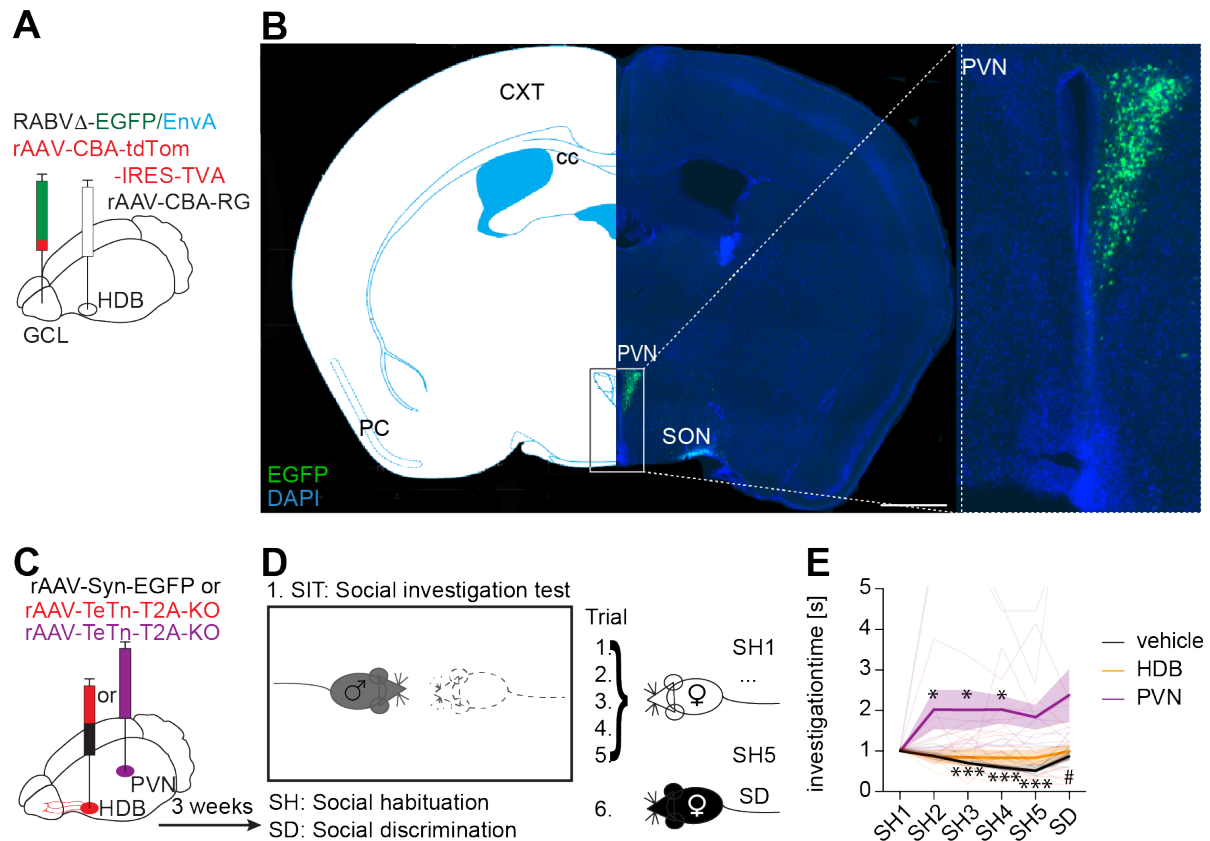 A
RABVΔ-EGFP/EnvA
rAAV-CBA-tdTom
-IRES-TVA
rAAV-CBA-RG
HDB
GCL
B
CXT
cc
PVN
PC
SON
EGFP
DAPI
PVN
C
rAAV-Syn-EGFP or
rAAV-TeTn-T2A-KO
rAAV-TeTn-T2A-KO
or
PVN
HDB
3 weeks
D
1. SIT: Social investigation test
♂
Trial
1.
2.
3.
4.
5.
SH1
...
♀
SH5
6.
♀
SD
SH: Social habituation
SD: Social discrimination
E
investigationtime [s]
5
4
3
2
1
0
* * *
*** *** *** #
SH1 SH2 SH3 SH4 SH5 SD
vehicle
HDB
PVN